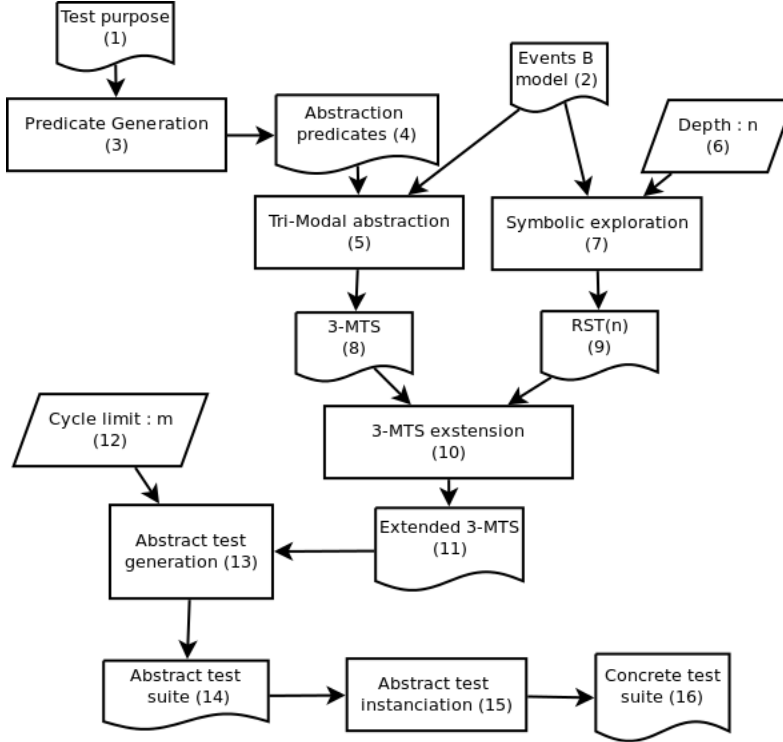 Test purpose
(1)
Events B
model (2)
Predicate Generation
(3)
Abstraction
predicates (4)
Depth : n
(6)
Tri-Modal abstraction
(5)
Symbolic exploration
(7)
3-MTS
(8)
RST(n)
(9)
Cycle limit : m
(12)
3-MTS exstension
(10)
Abstract test
generation (13)
Extended 3-MTS
(11)
Abstract test
suite (14)
Abstract test
instanciation (15)
Concrete test
suite (16)